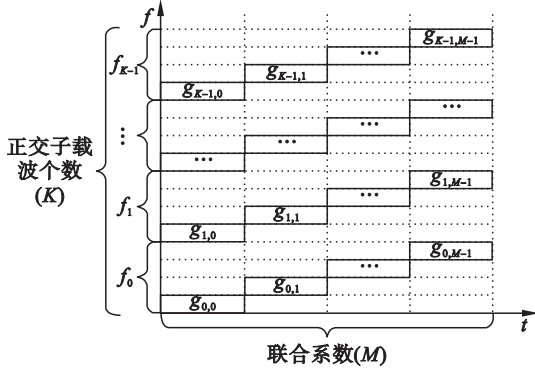 f
g_{K-1,M-1}
...
f_{K-1}
g_{K-1,1}
g_{K-1,0}
...
...
⋮
...
...
正交子载
波个数
(K)
g_{1,M-1}
...
f_1
g_{1,1}
g_{1,0}
g_{0,M-1}
...
f_0
g_{0,1}
g_{0,0}
t
联合系数(M)